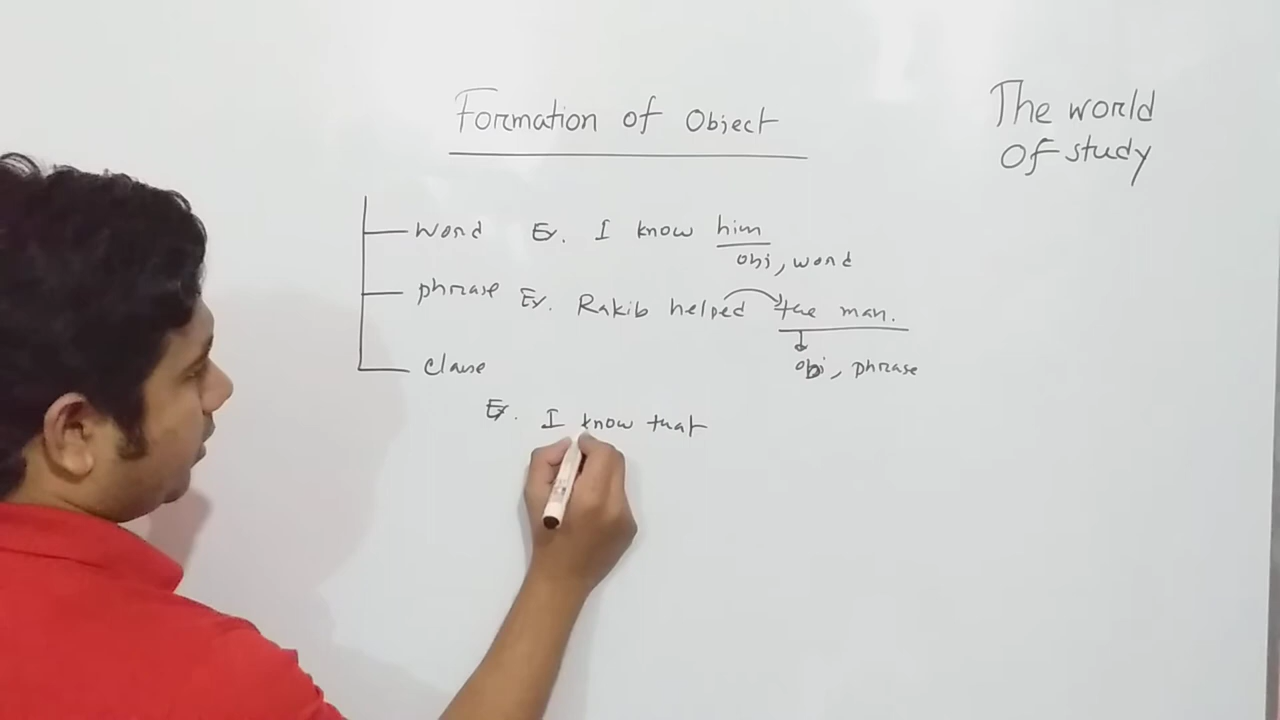 Formation of Object
The world
Of study
word Ex. I know him
obj, word
phrase Ex. Rakib helped the man.
obj, phrase
Clause
Ex. I know that